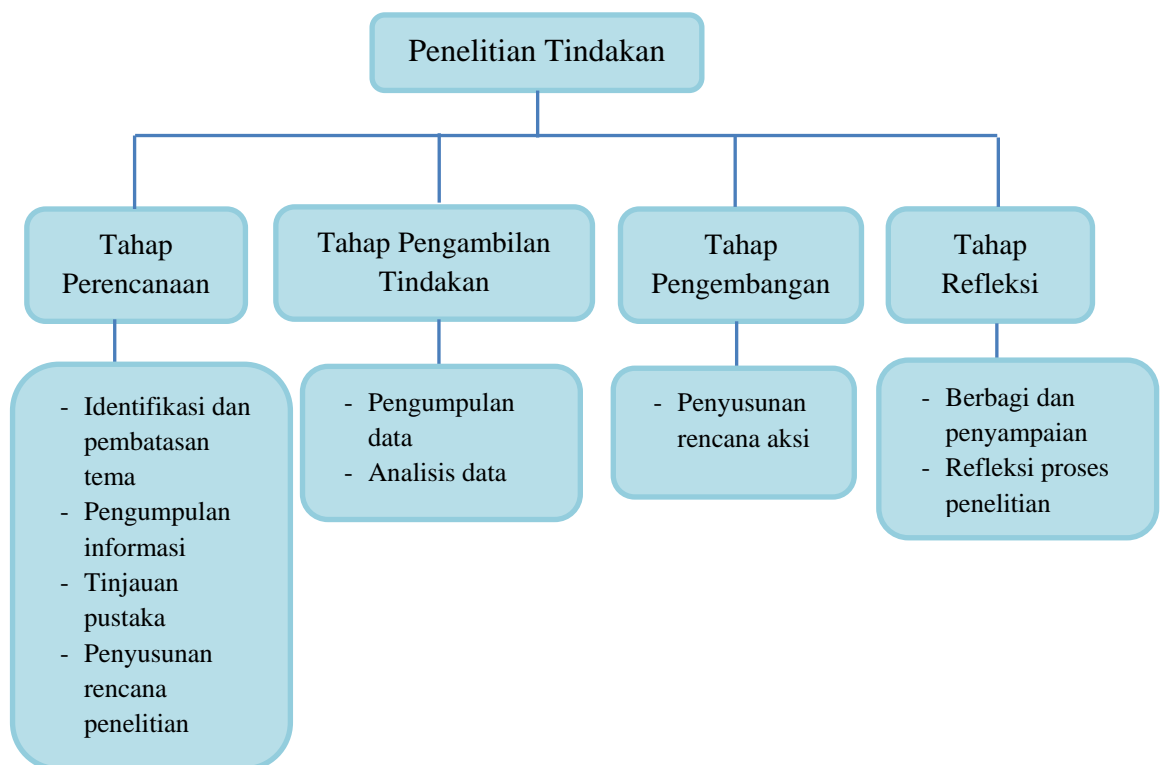 Penelitian Tindakan
Tahap
Perencanaan
Tahap Pengambilan
Tindakan
Tahap
Pengembangan
Tahap
Refleksi
- Identifikasi dan
pembatasan
tema
- Pengumpulan
informasi
- Tinjauan
pustaka
- Penyusunan
rencana
penelitian
- Pengumpulan
data
- Analisis data
- Penyusunan
rencana aksi
- Berbagi dan
penyampaian
- Refleksi proses
penelitian